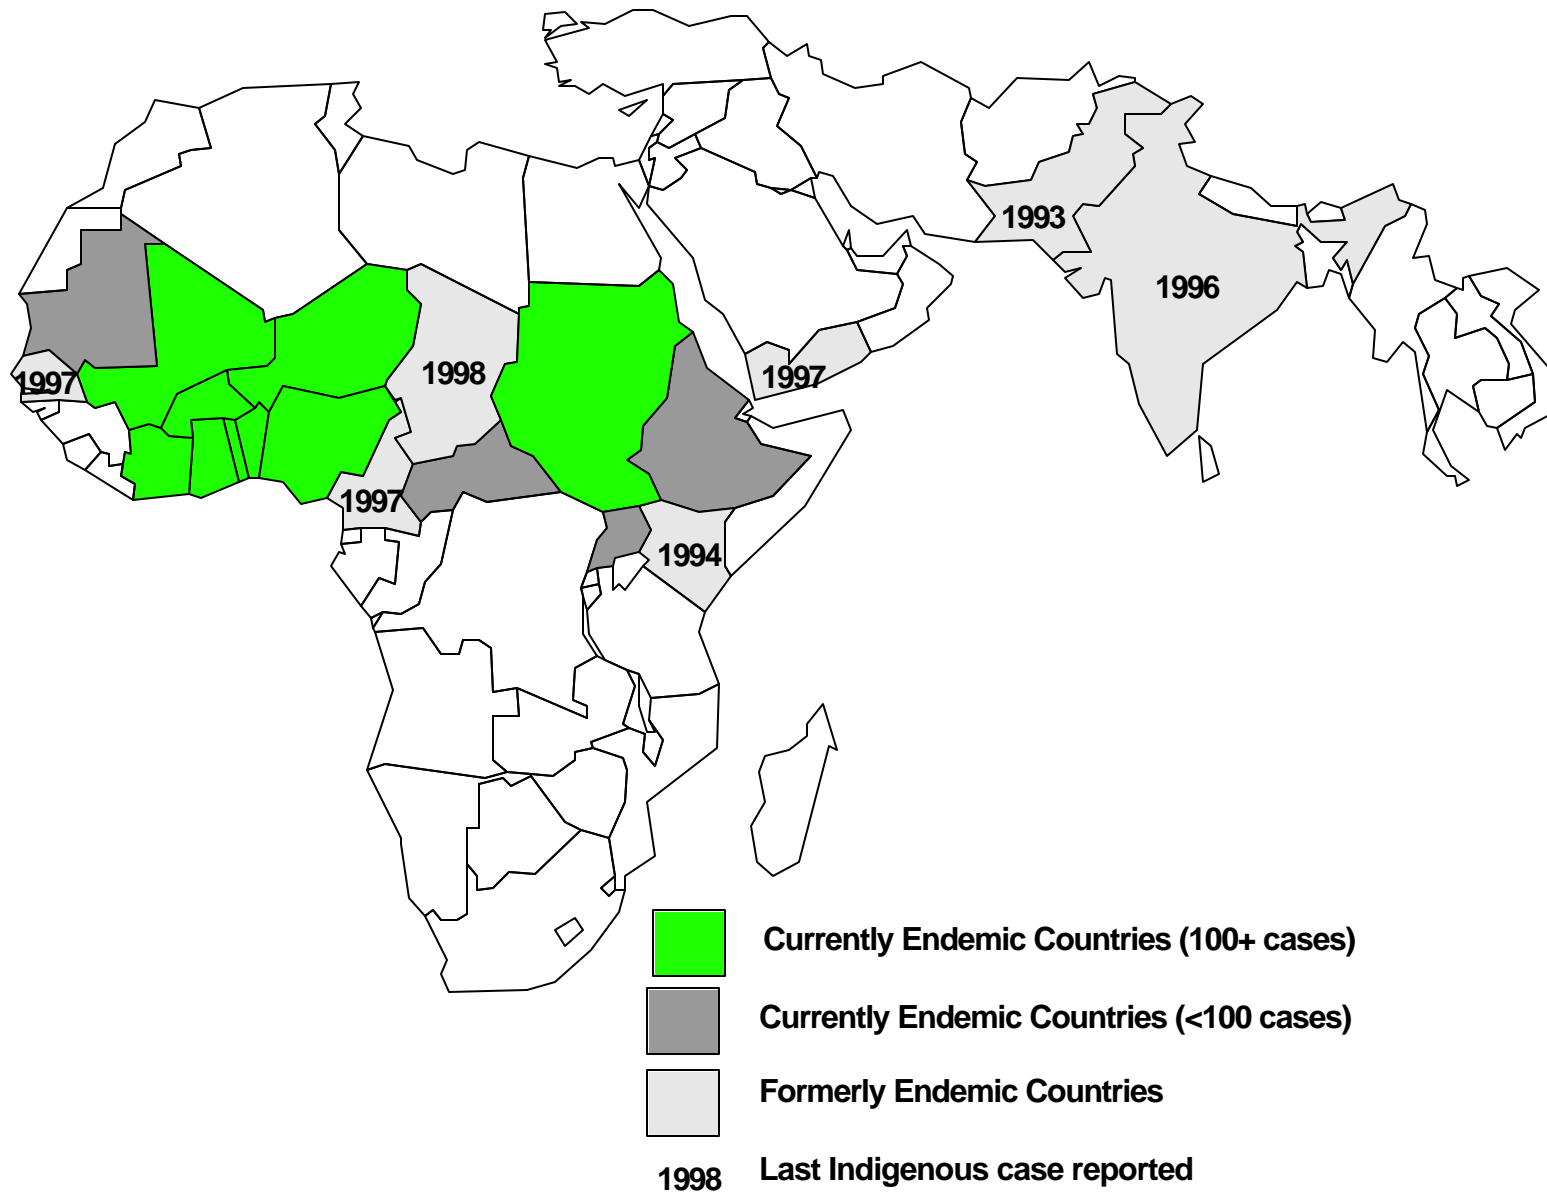 1993
1996
1997
1998
1997
1997
1994
Currently Endemic Countries (100+ cases)
Currently Endemic Countries (<100 cases)
Formerly Endemic Countries
1998 Last Indigenous case reported